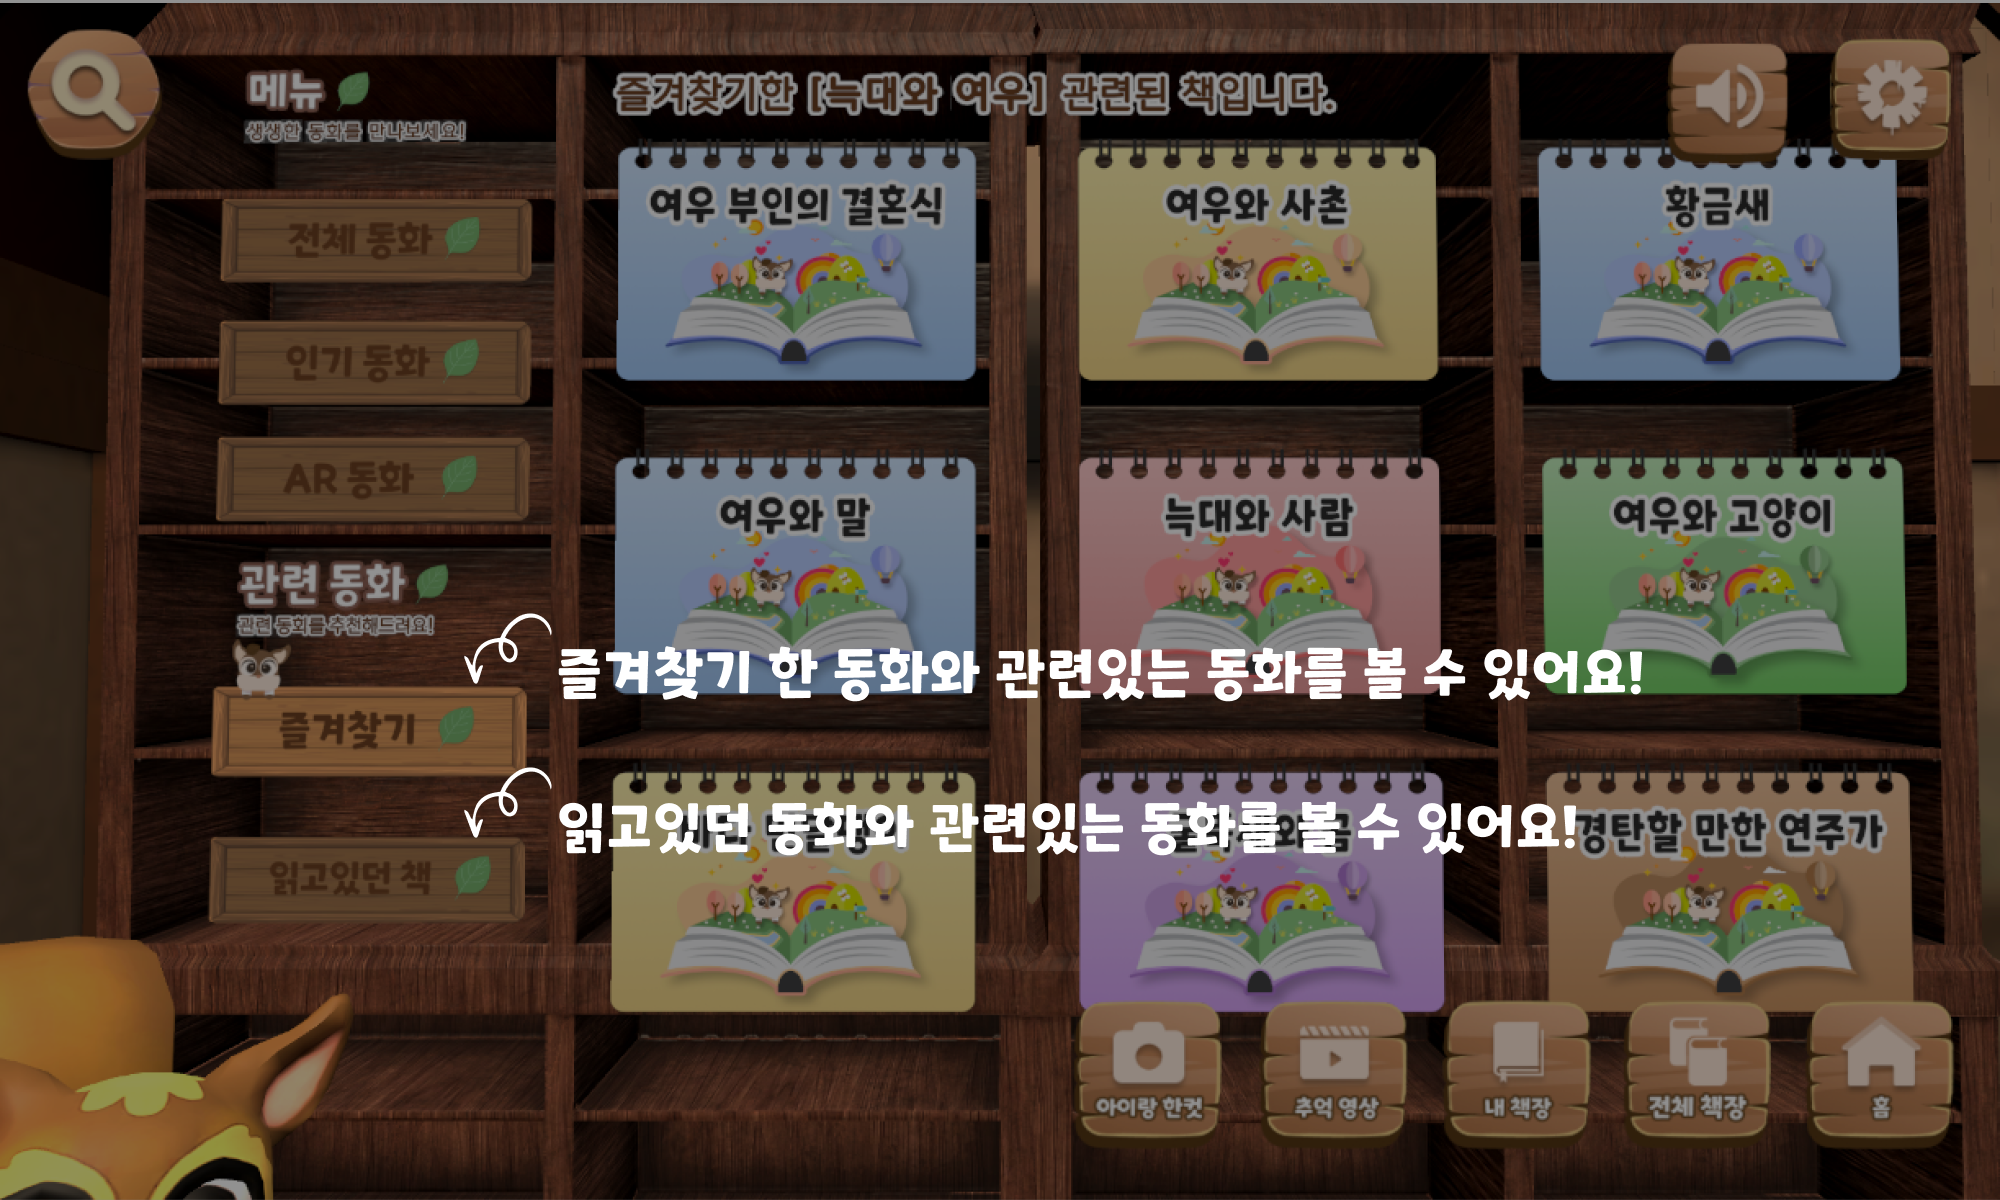 메뉴
생생한 동화를 만나보세요!
즐겨찾기한 [늑대와 여우] 관련된 책입니다.
전체 동화
인기 동화
AR 동화
관련 동화
관련 동회를 추천해드려요!
즐겨찾기
읽고있던 책
여우 부인의 결혼식
여우와 사촌
황금새
여우와 말
늑대와 사람
여우와 고양이
즐겨찾기 한 동화와 관련있는 동화를 볼 수 있어요!
읽고있던 동화와 관련있는 동화를 볼 수 있어요!
경탄할 만한 연주가
아이랑 한컷
추억 영상
내 책장
전체 책장
홈